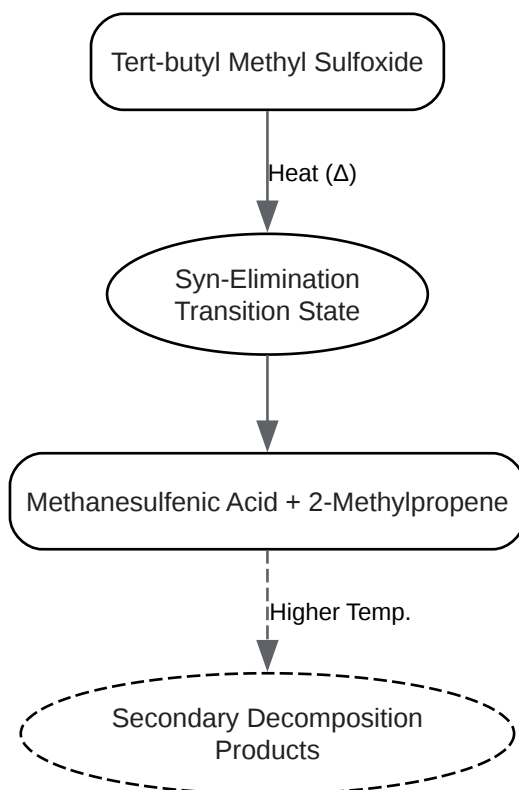 Tert-butyl Methyl Sulfoxide
Heat (Δ)
Syn-Elimination
Transition State
Methanesulfenic Acid + 2-Methylpropene
Higher Temp.
Secondary Decomposition
Products